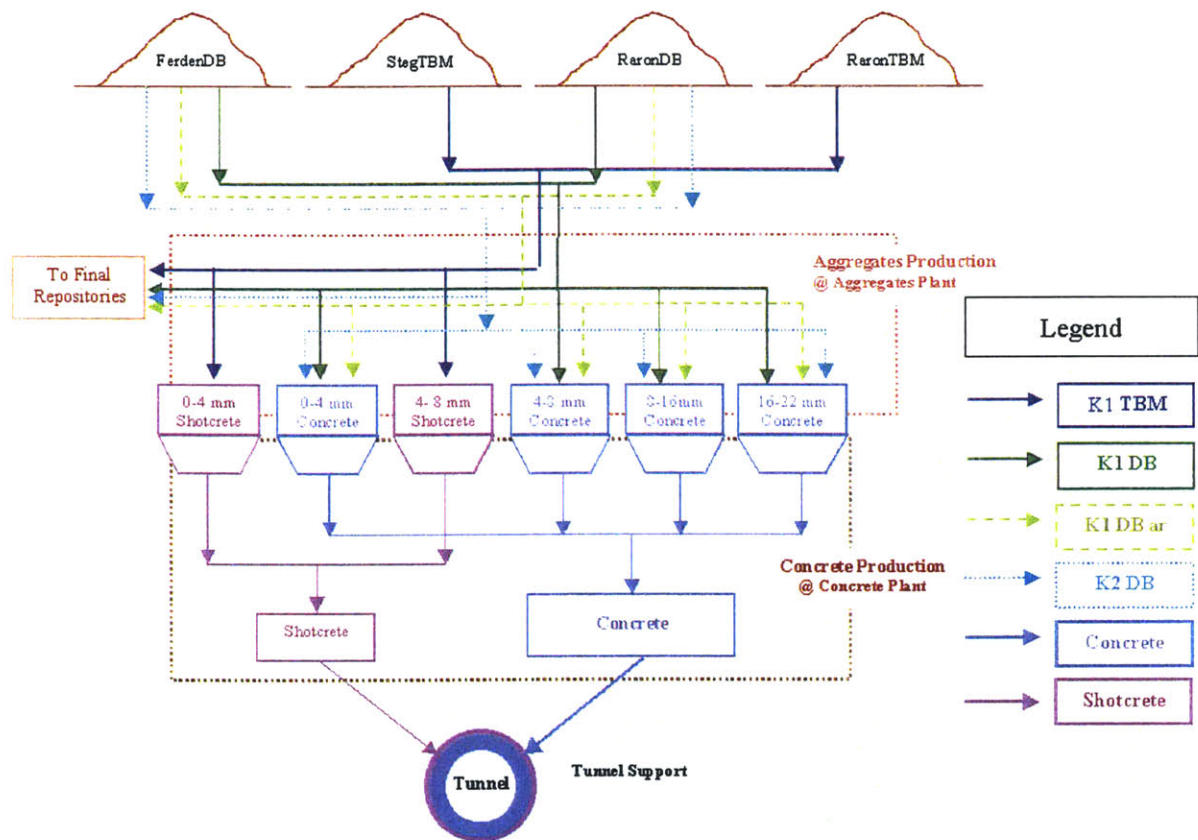 FerdenDB
StegTBM
RaronDB
RaronTBM
To Final
Repositories
Aggregates Production
@ Aggregates Plant
0-4 mm
Shotcrete
0-4 mm
Concrete
4-8 mm
Shotcrete
4-8 mm
Concrete
8-16mm
Concrete
16-22 mm
Concrete
Concrete Production
@ Concrete Plant
Shotcrete
Concrete
Tunnel
Tunnel Support
Legend
K1 TBM
K1 DB
K1 DB ar
K2 DB
Concrete
Shotcrete